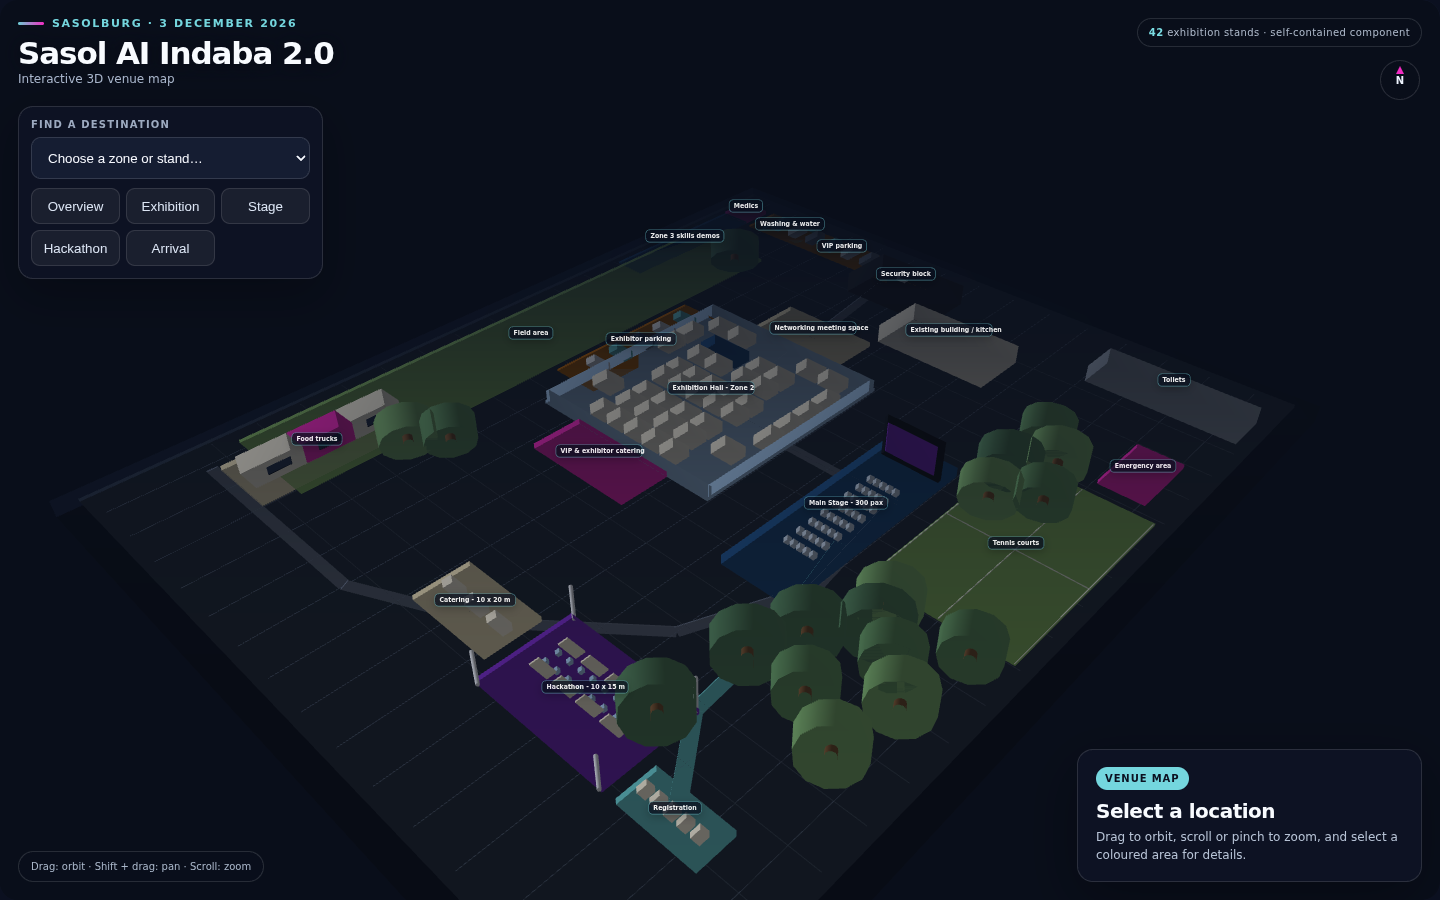 SASOLBURG · 3 DECEMBER 2026
Sasol AI Indaba 2.0
Interactive 3D venue map
42 exhibition stands · self-contained component
N
FIND A DESTINATION
Choose a zone or stand…
Overview
Exhibition
Stage
Hackathon
Arrival
Medics
Washing & water
Zone 3 skills demos
VIP parking
Security block
Field area
Exhibitor parking
Networking meeting space
Existing building / kitchen
Toilets
Exhibition Hall - Zone 2
Food trucks
VIP & exhibitor catering
Emergency area
Main Stage - 300 pax
Tennis courts
Catering - 10 x 20 m
Hackathon - 10 x 15 m
Registration
VENUE MAP
Select a location
Drag to orbit, scroll or pinch to zoom, and select a
coloured area for details.
Drag: orbit · Shift + drag: pan · Scroll: zoom